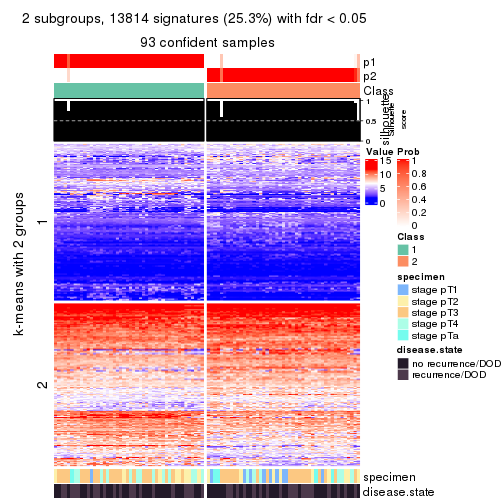 2 subgroups, 13814 signatures (25.3%) with fdr < 0.05
93 confident samples
p1
p2
Class
1
0.5
0
silhouette
Silhouette
score
k-means with 2 groups
1
2
Value
15
10
5
0
Prob
1
0.8
0.6
0.4
0.2
0
Class
1
2
specimen
stage pT1
stage pT2
stage pT3
stage pT4
stage pTa
disease.state
no recurrence/DOD
recurrence/DOD
specimen
disease.state